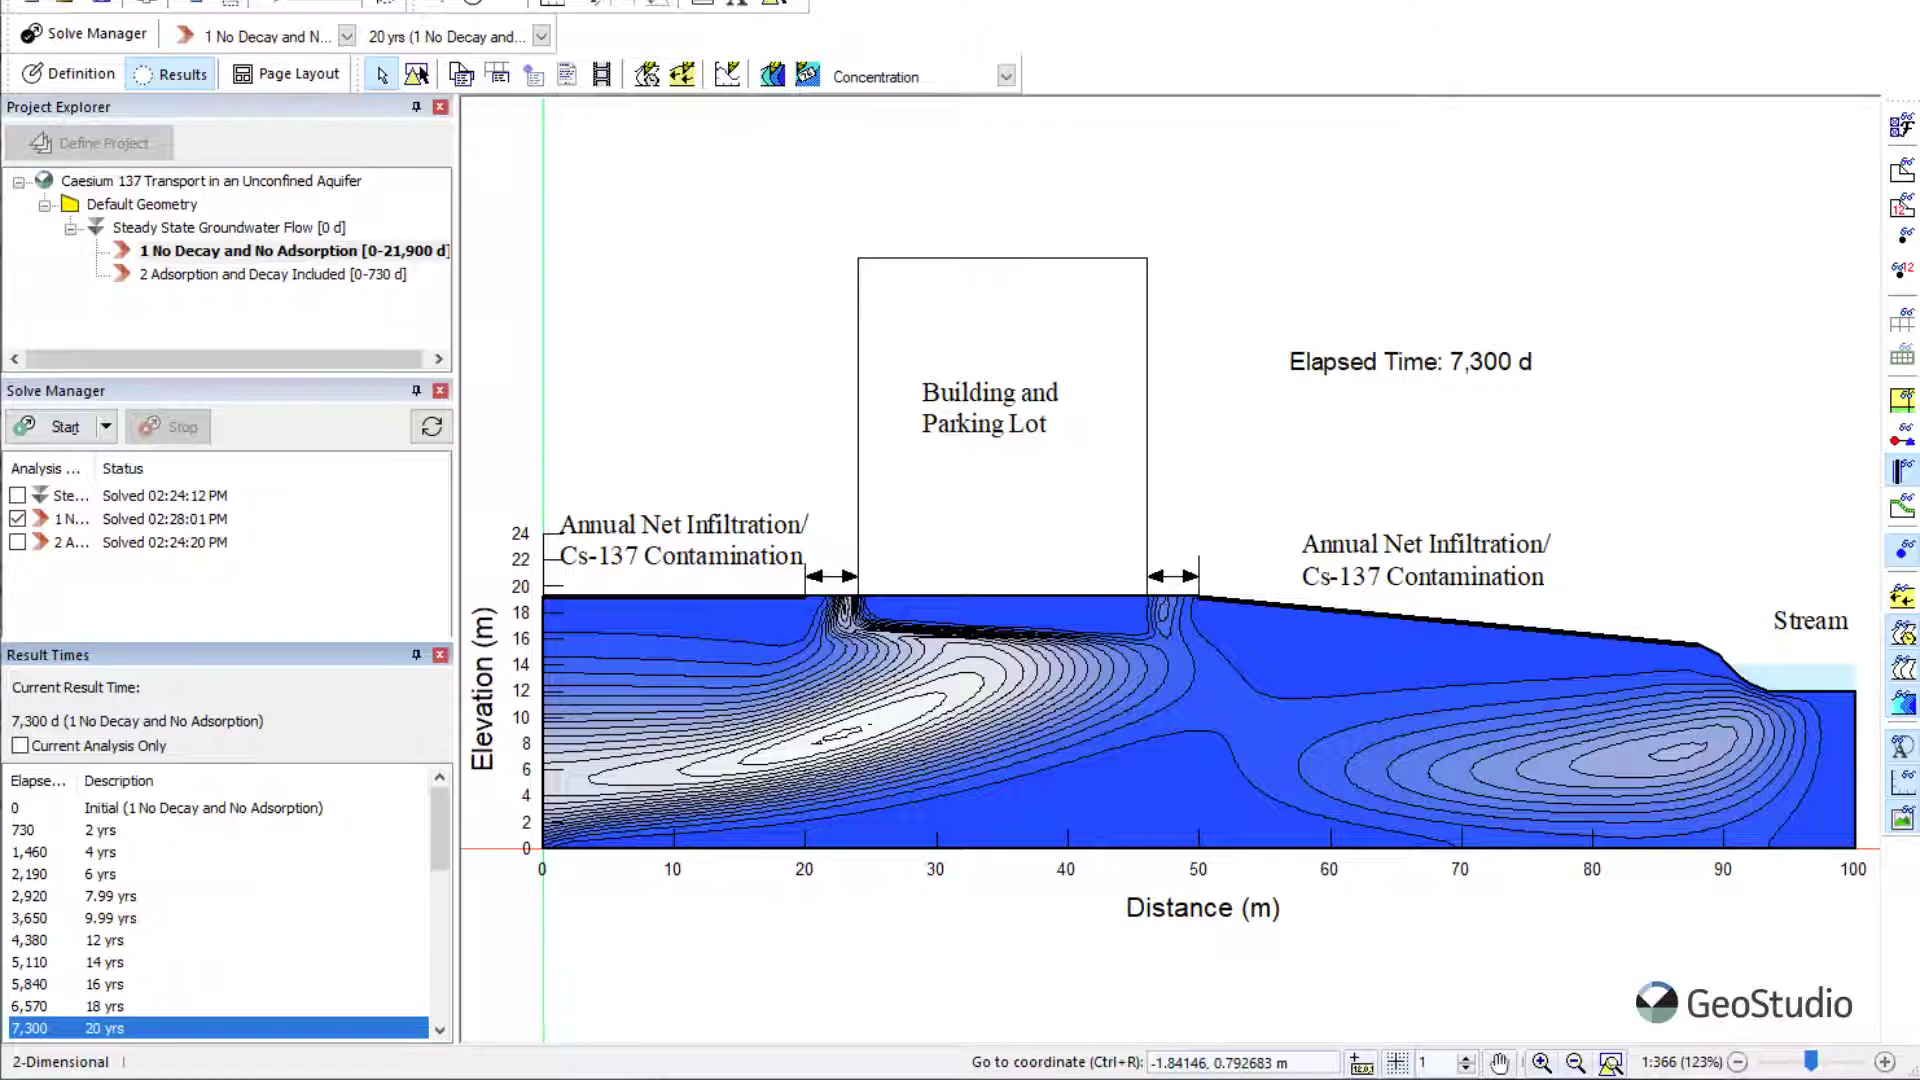 Solve Manager
1 No Decay and N...
20 yrs (1 No Decay and...
Definition
Results
Page Layout
Concentration
Project Explorer
Define Project
Caesium 137 Transport in an Unconfined Aquifer
Default Geometry
Steady State Groundwater Flow [0 d]
1 No Decay and No Adsorption [0-21,900 d]
2 Adsorption and Decay Included [0-730 d]
Solve Manager
Start
Stop
Analysis ... Status
Ste... Solved 02:24:12 PM
1 N... Solved 02:28:01 PM
2 A... Solved 02:24:20 PM
Result Times
Current Result Time:
7,300 d (1 No Decay and No Adsorption)
Current Analysis Only
Elapse... Description
0 Initial (1 No Decay and No Adsorption)
730 2 yrs
1,460 4 yrs
2,190 6 yrs
2,920 7.99 yrs
3,650 9.99 yrs
4,380 12 yrs
5,110 14 yrs
5,840 16 yrs
6,570 18 yrs
7,300 20 yrs
Elapsed Time: 7,300 d
Building and
Parking Lot
Annual Net Infiltration/
Cs-137 Contamination
Annual Net Infiltration/
Cs-137 Contamination
Stream
Elevation (m)
24
22
20
18
16
14
12
10
8
6
4
2
0
0 10 20 30 40 50 60 70 80 90 100
Distance (m)
GeoStudio
2-Dimensional
Go to coordinate (Ctrl+R):
-1.84146, 0.792683 m
1
1:366 (123%)